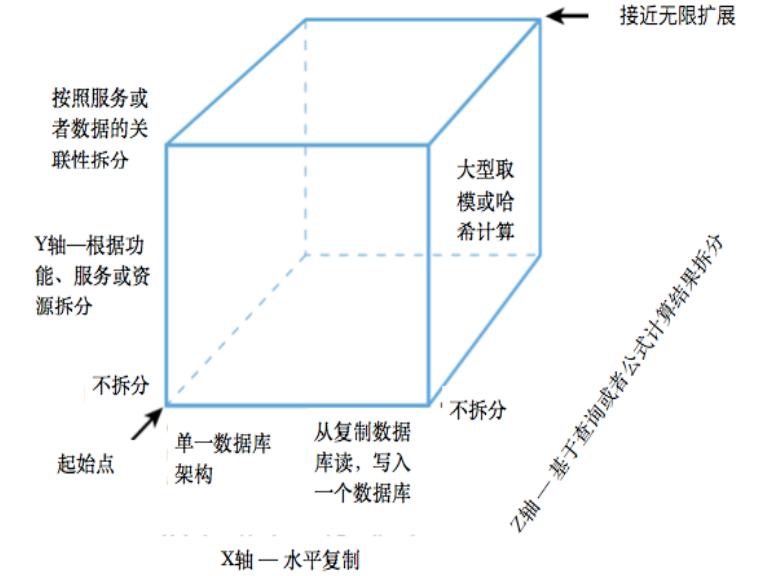 接近无限扩展
按照服务或
者数据的关
联性拆分
大型取
模或哈
希计算
Y轴—根据功
能、服务或资
源拆分
不拆分
不拆分
起始点
单一数据库
架构
从复制数据
库读，写入
一个数据库
Z轴 — 基于查询或者公式计算结果拆分
X轴 — 水平复制